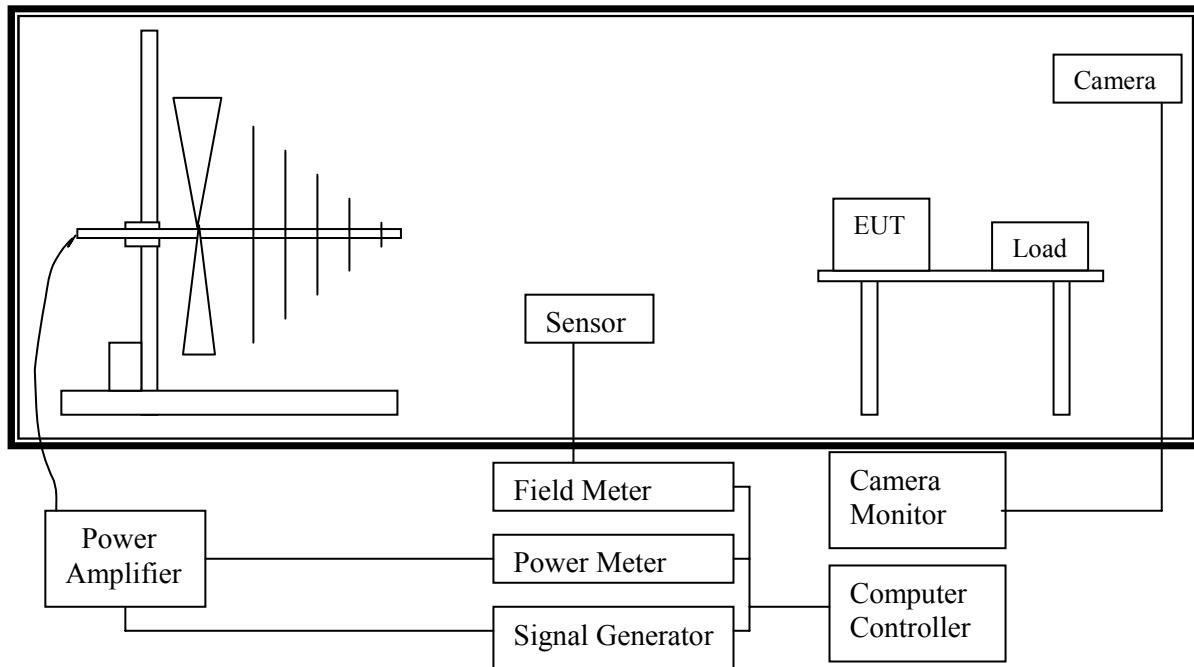 Camera
EUT
Load
Sensor
Field Meter
Camera
Monitor
Power
Amplifier
Power Meter
Computer
Controller
Signal Generator